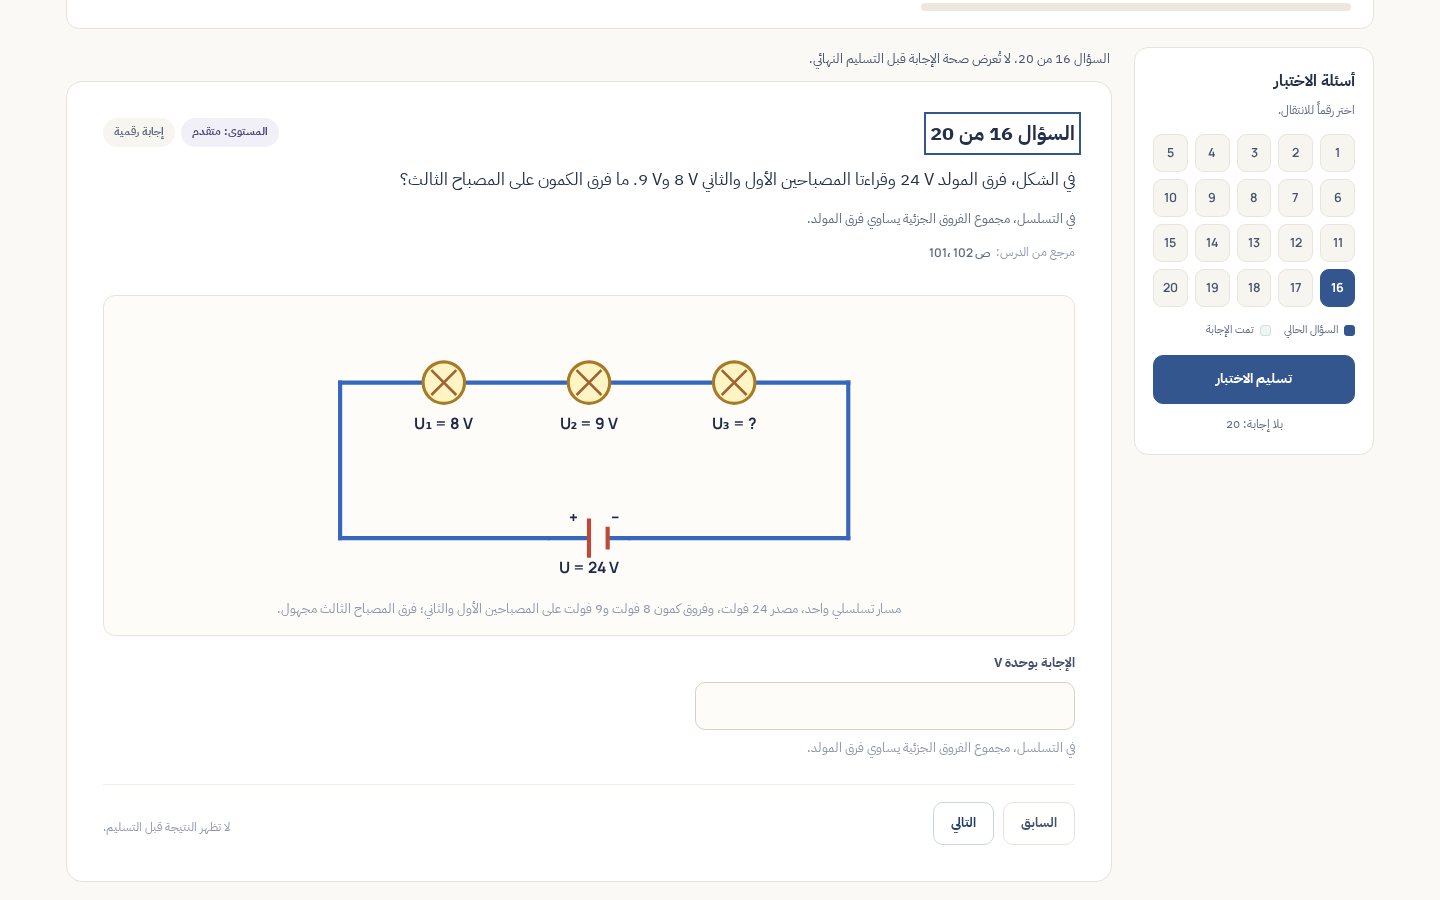 أسئلة الاختبار
اختر رقماً للانتقال.
1 2 3 4 5
6 7 8 9 10
11 12 13 14 15
16 17 18 19 20
السؤال الحالي تمت الإجابة
تسليم الاختبار
بلا إجابة: 20
السؤال 16 من 20. لا تُعرض صحة الإجابة قبل التسليم النهائي.
السؤال 16 من 20
المستوى: متقدم
إجابة رقمية
في الشكل، فرق المولد 24 V وقراءتا المصباحين الأول والثاني 8 V و9 V. ما فرق الكمون على المصباح الثالث؟
في التسلسل، مجموع الفروق الجزئية يساوي فرق المولد.
مرجع من الدرس: ص 102 ،101
U₁ = 8 V U₂ = 9 V U₃ = ?
+ −
U = 24 V
مسار تسلسلي واحد، مصدر 24 فولت، وفروق كمون 8 فولت و9 فولت على المصباحين الأول والثاني؛ فرق المصباح الثالث مجهول.
الإجابة بوحدة V
في التسلسل، مجموع الفروق الجزئية يساوي فرق المولد.
السابق التالي
لا تظهر النتيجة قبل التسليم.